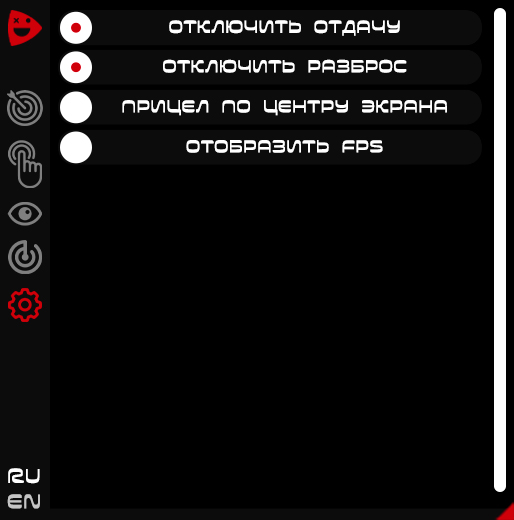 ОТКЛЮЧИТЬ ОТДАЧУ
ОТКЛЮЧИТЬ РАЗБРОС
ПРИЦЕЛ ПО ЦЕНТРУ ЭКРАНА
ОТОБРАЗИТЬ FPS
RU
EN